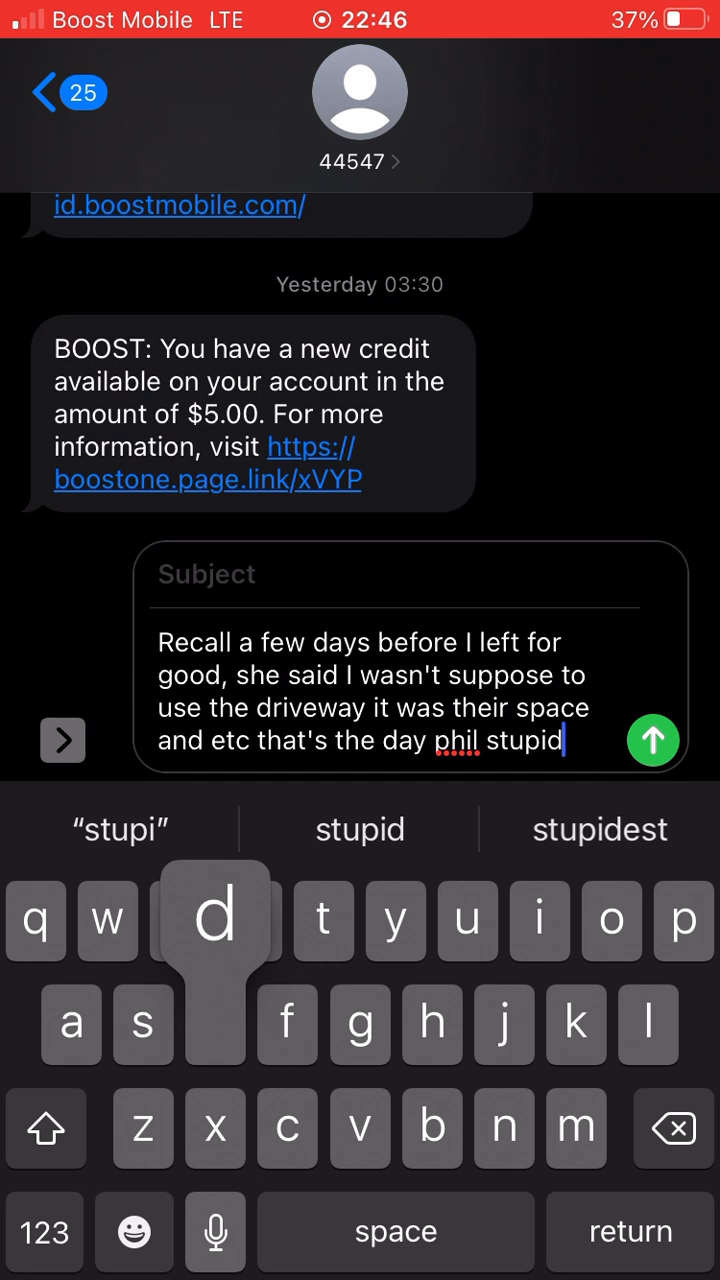 Boost Mobile LTE 22:46 37%
25
44547
id.boostmobile.com/
Yesterday 03:30
BOOST: You have a new credit
available on your account in the
amount of $5.00. For more
information, visit https://
boostone.page.link/xVYP
Subject
Recall a few days before I left for
good, she said I wasn't suppose to
use the driveway it was their space
and etc that's the day phil stupid
“stupi” stupid stupidest
q w d t y u i o p
a s f g h j k l
z x c v b n m
123 space return